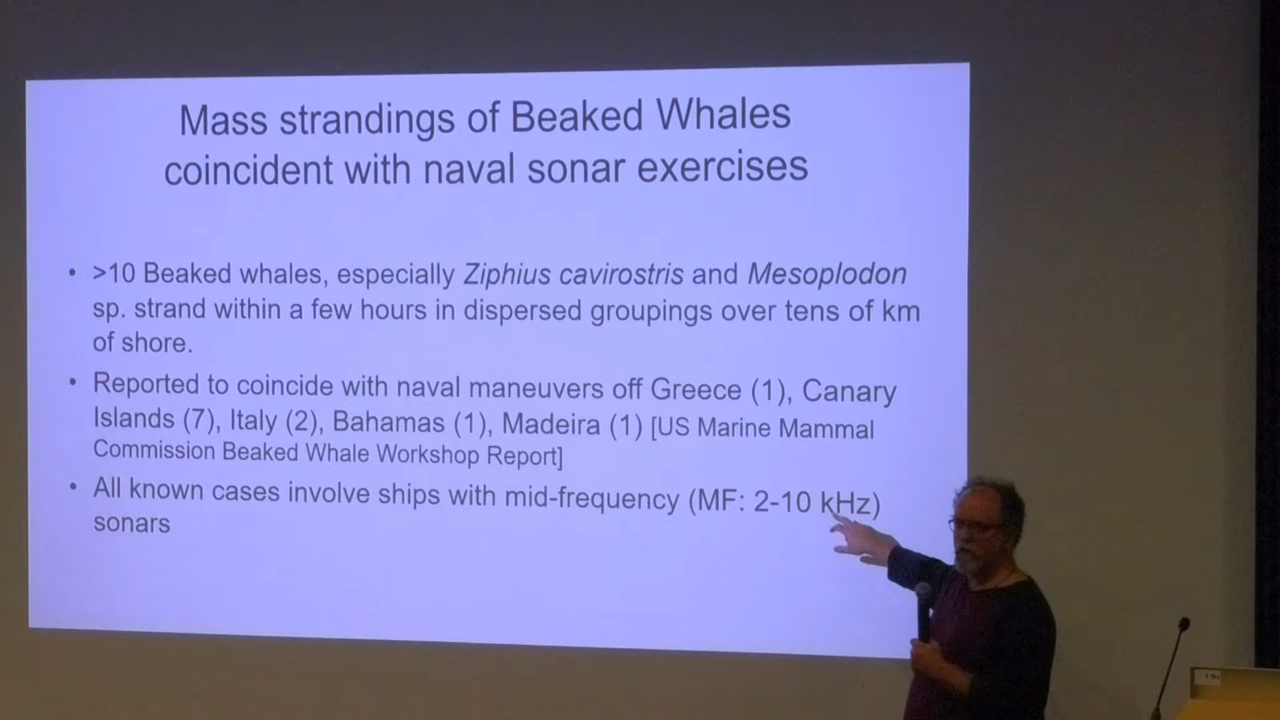 Mass strandings of Beaked Whales
coincident with naval sonar exercises
• >10 Beaked whales, especially Ziphius cavirostris and Mesoplodon
sp. strand within a few hours in dispersed groupings over tens of km
of shore.
• Reported to coincide with naval maneuvers off Greece (1), Canary
Islands (7), Italy (2), Bahamas (1), Madeira (1) [US Marine Mammal
Commission Beaked Whale Workshop Report]
• All known cases involve ships with mid-frequency (MF: 2-10 kHz)
sonars